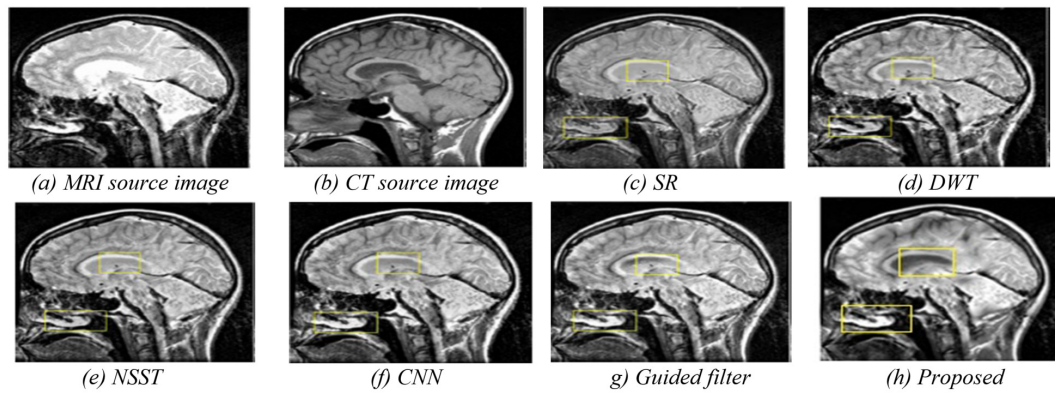 (a) MRI source image
(b) CT source image
(c) SR
(d) DWT
(e) NSST
(f) CNN
g) Guided filter
(h) Proposed